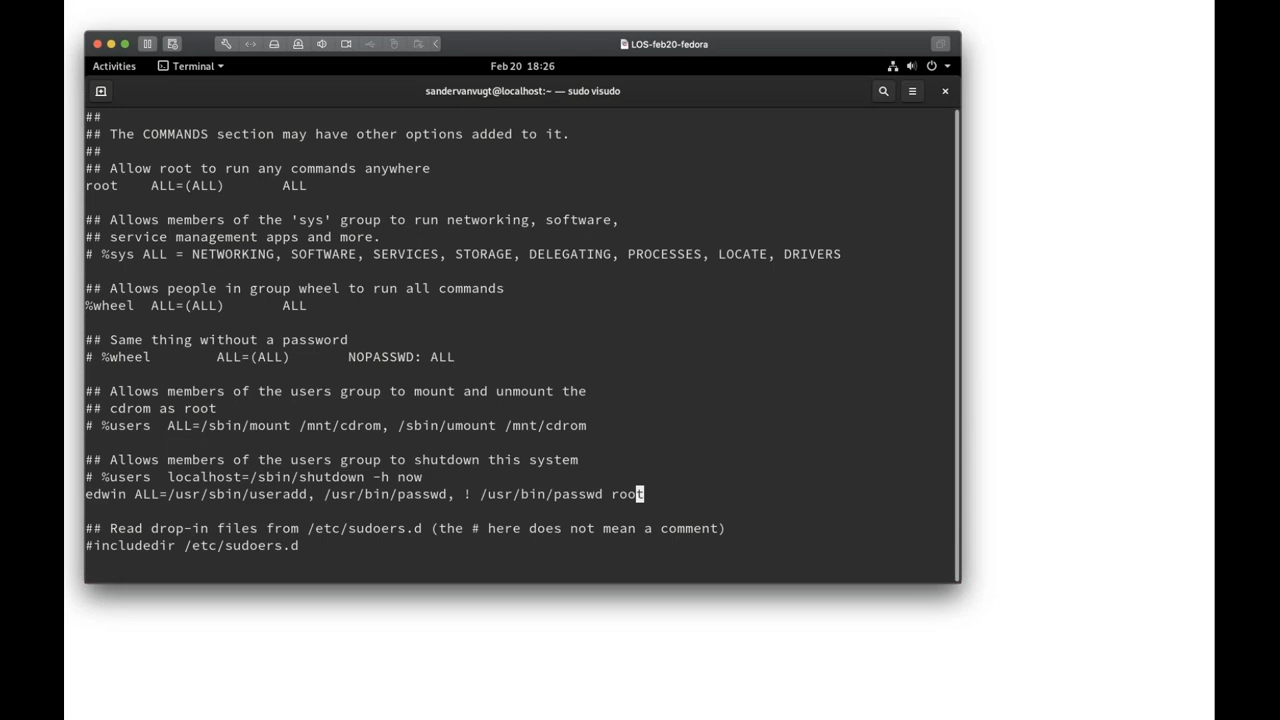 LOS-feb20-fedora
Activities Terminal Feb 20 18:26
sandervanvugt@localhost:~ — sudo visudo
##
## The COMMANDS section may have other options added to it.
##
## Allow root to run any commands anywhere
root    ALL=(ALL)       ALL

## Allows members of the 'sys' group to run networking, software,
## service management apps and more.
# %sys ALL = NETWORKING, SOFTWARE, SERVICES, STORAGE, DELEGATING, PROCESSES, LOCATE, DRIVERS

## Allows people in group wheel to run all commands
%wheel  ALL=(ALL)       ALL

## Same thing without a password
# %wheel        ALL=(ALL)       NOPASSWD: ALL

## Allows members of the users group to mount and unmount the
## cdrom as root
# %users  ALL=/sbin/mount /mnt/cdrom, /sbin/umount /mnt/cdrom

## Allows members of the users group to shutdown this system
# %users  localhost=/sbin/shutdown -h now
edwin ALL=/usr/sbin/useradd, /usr/bin/passwd, ! /usr/bin/passwd root

## Read drop-in files from /etc/sudoers.d (the # here does not mean a comment)
#includedir /etc/sudoers.d